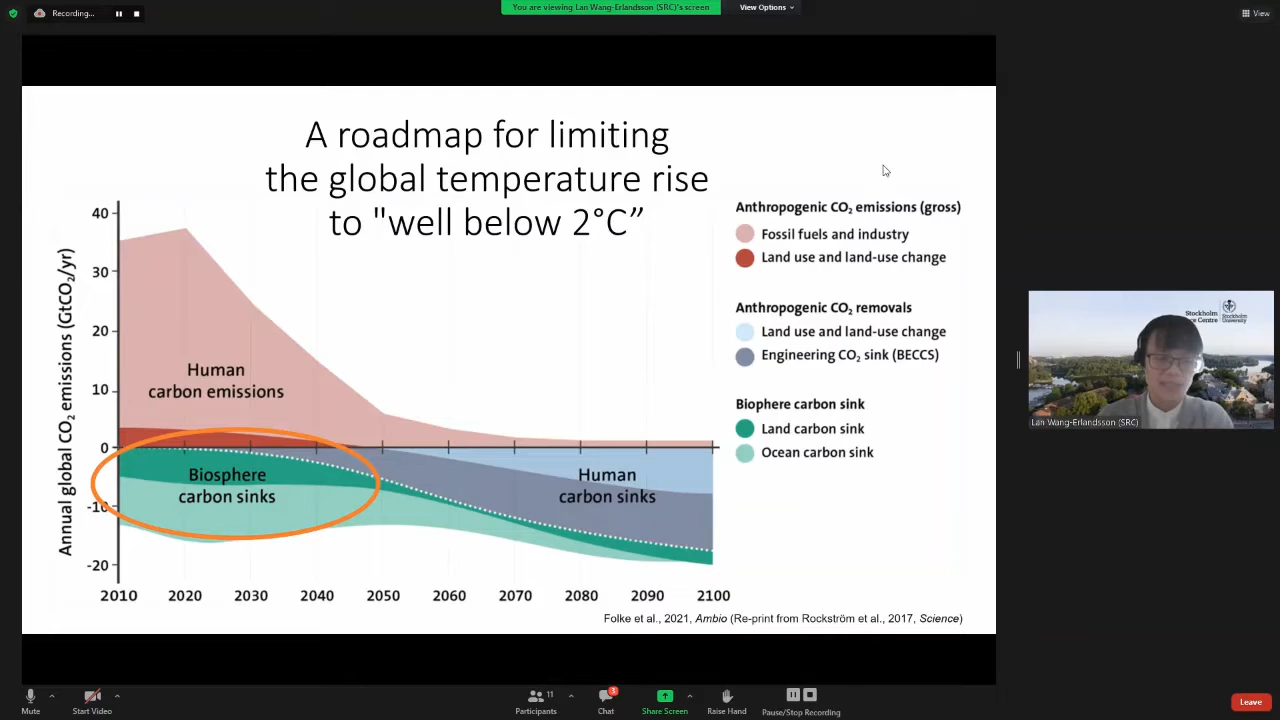 Recording...
You are viewing Lan Wang-Erlandsson (SRC)'s screen
View Options
View
A roadmap for limiting
the global temperature rise
to "well below 2°C”
Annual global CO₂ emissions (GtCO₂/yr)
40
30
20
10
0
-10
-20
Human
carbon emissions
Biosphere
carbon sinks
Human
carbon sinks
2010 2020 2030 2040 2050 2060 2070 2080 2090 2100
Anthropogenic CO₂ emissions (gross)
Fossil fuels and industry
Land use and land-use change
Anthropogenic CO₂ removals
Land use and land-use change
Engineering CO₂ sink (BECCS)
Biophere carbon sink
Land carbon sink
Ocean carbon sink
Folke et al., 2021, Ambio (Re-print from Rockström et al., 2017, Science)
Stockholm
Centre
Stockholm
University
Lan Wang-Erlandsson (SRC)
Mute
Start Video
11
Participants
3
Chat
Share Screen
Raise Hand
Pause/Stop Recording
Leave